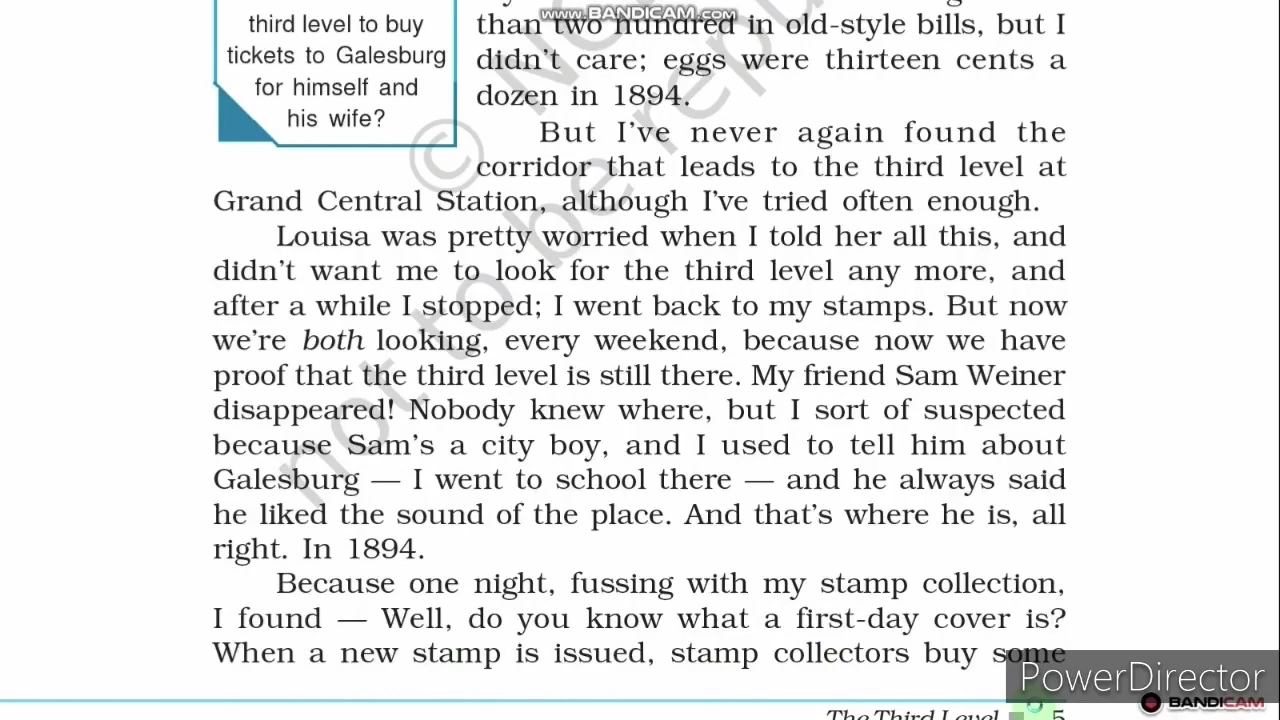 www.BANDICAM.com
third level to buy
tickets to Galesburg
for himself and
his wife?
than two hundred in old-style bills, but I
didn't care; eggs were thirteen cents a
dozen in 1894.
But I've never again found the
corridor that leads to the third level at
Grand Central Station, although I've tried often enough.
Louisa was pretty worried when I told her all this, and
didn't want me to look for the third level any more, and
after a while I stopped; I went back to my stamps. But now
we're both looking, every weekend, because now we have
proof that the third level is still there. My friend Sam Weiner
disappeared! Nobody knew where, but I sort of suspected
because Sam's a city boy, and I used to tell him about
Galesburg — I went to school there — and he always said
he liked the sound of the place. And that's where he is, all
right. In 1894.
Because one night, fussing with my stamp collection,
I found — Well, do you know what a first-day cover is?
When a new stamp is issued, stamp collectors buy some
The Third Level 5
© 
not to be repu
PowerDirector
BANDICAM